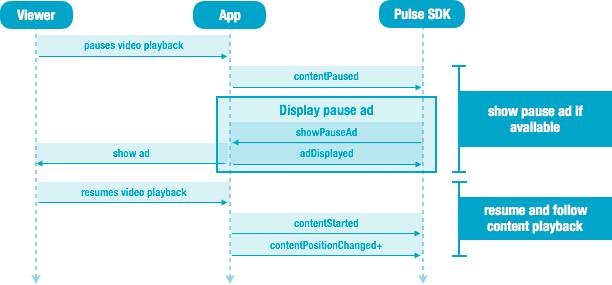 Viewer
App
Pulse SDK
pauses video playback
contentPaused
Display pause ad
showPauseAd
show ad
adDisplayed
show pause ad if
available
resumes video playback
contentStarted
contentPositionChanged+
resume and follow
content playback